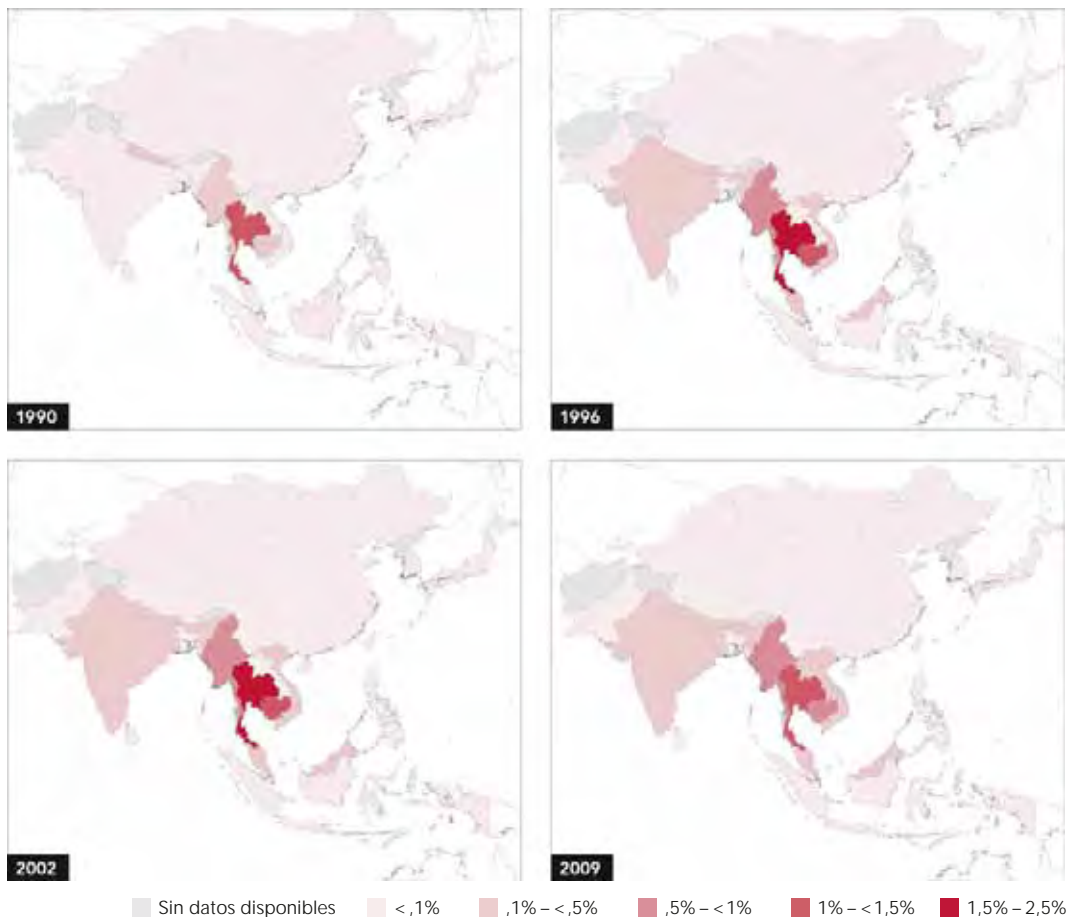 1990
1996
2002
2009
Sin datos disponibles <,1% ,1%–<,5% ,5%–<1% 1%–<1,5% 1,5%–2,5%